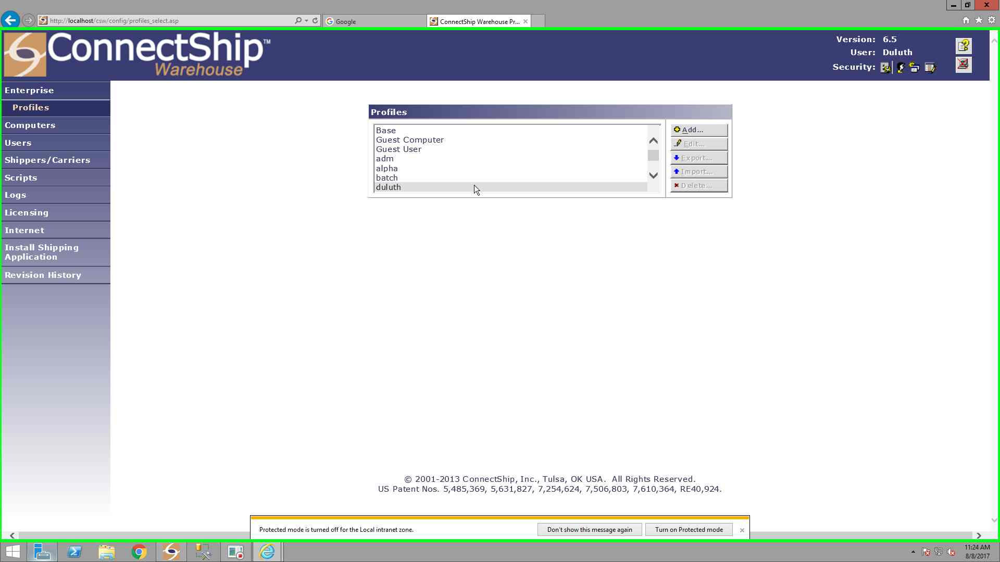 http://localhost/csw/config/profiles_select.asp
Google
ConnectShip Warehouse Pr...
ConnectShip™
Warehouse
Version: 6.5
User: Duluth
Security:
Enterprise
Profiles
Computers
Users
Shippers/Carriers
Scripts
Logs
Licensing
Internet
Install Shipping
Application
Revision History
Profiles
Base
Guest Computer
Guest User
adm
alpha
batch
duluth
Add...
Edit...
Export...
Import...
Delete...
© 2001-2013 ConnectShip, Inc., Tulsa, OK USA. All Rights Reserved.
US Patent Nos. 5,485,369, 5,631,827, 7,254,624, 7,506,803, 7,610,364, RE40,924.
Protected mode is turned off for the Local intranet zone.
Don't show this message again
Turn on Protected mode
11:24 AM
8/8/2017